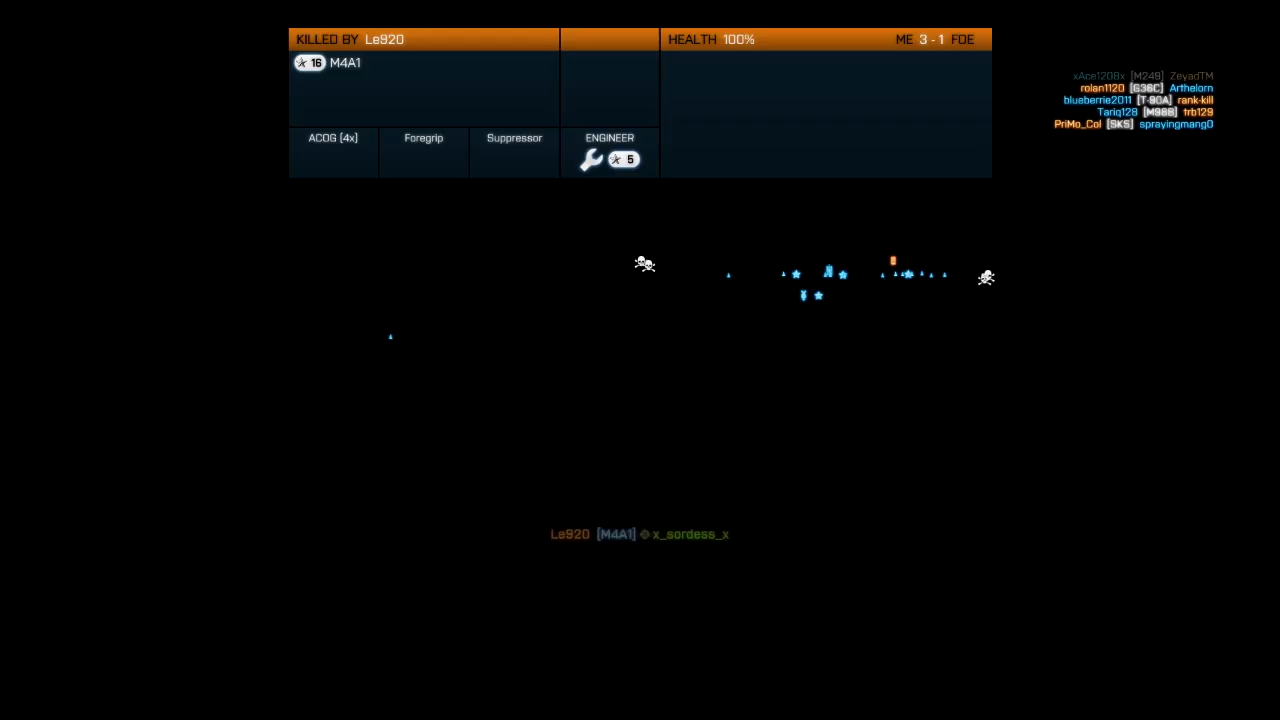 KILLED BY Le920
HEALTH 100%
ME 3 - 1 FOE
16 M4A1
xAce1208x [M249] ZeyadTM
rolan1120 [G36C] Arthelorn
blueberrie2011 [T-90A] rank-kill
Tariq128 [M98B] trb129
PriMo_Col [SKS] sprayingmang0
ACOG [4x]
Foregrip
Suppressor
ENGINEER
5
Le920 [M4A1] x_sordess_x